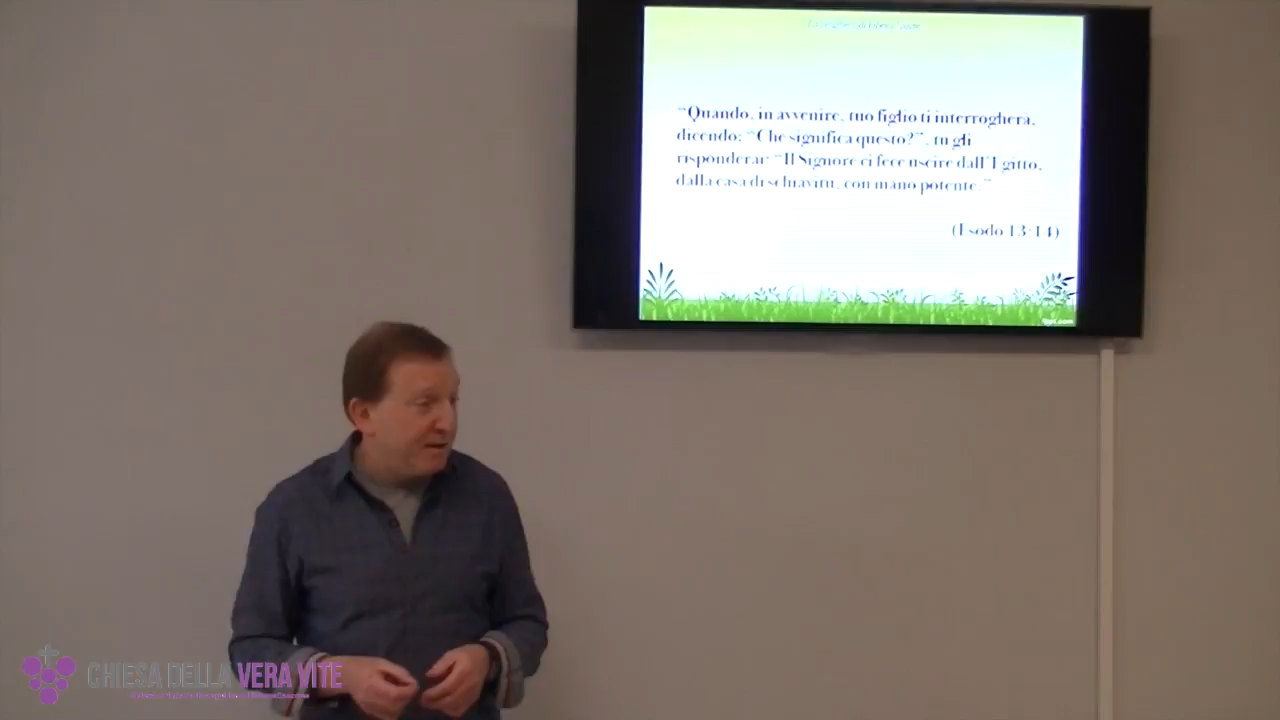 “Quando, in avvenire, tuo figlio ti interrogherà,
dicendo: “Che significa questo?”, tu gli
risponderai: “Il Signore ci fece uscire dall’Egitto,
dalla casa di schiavitù, con mano potente.”
(Esodo 13:14)
CHIESA DELLA VERA VITE